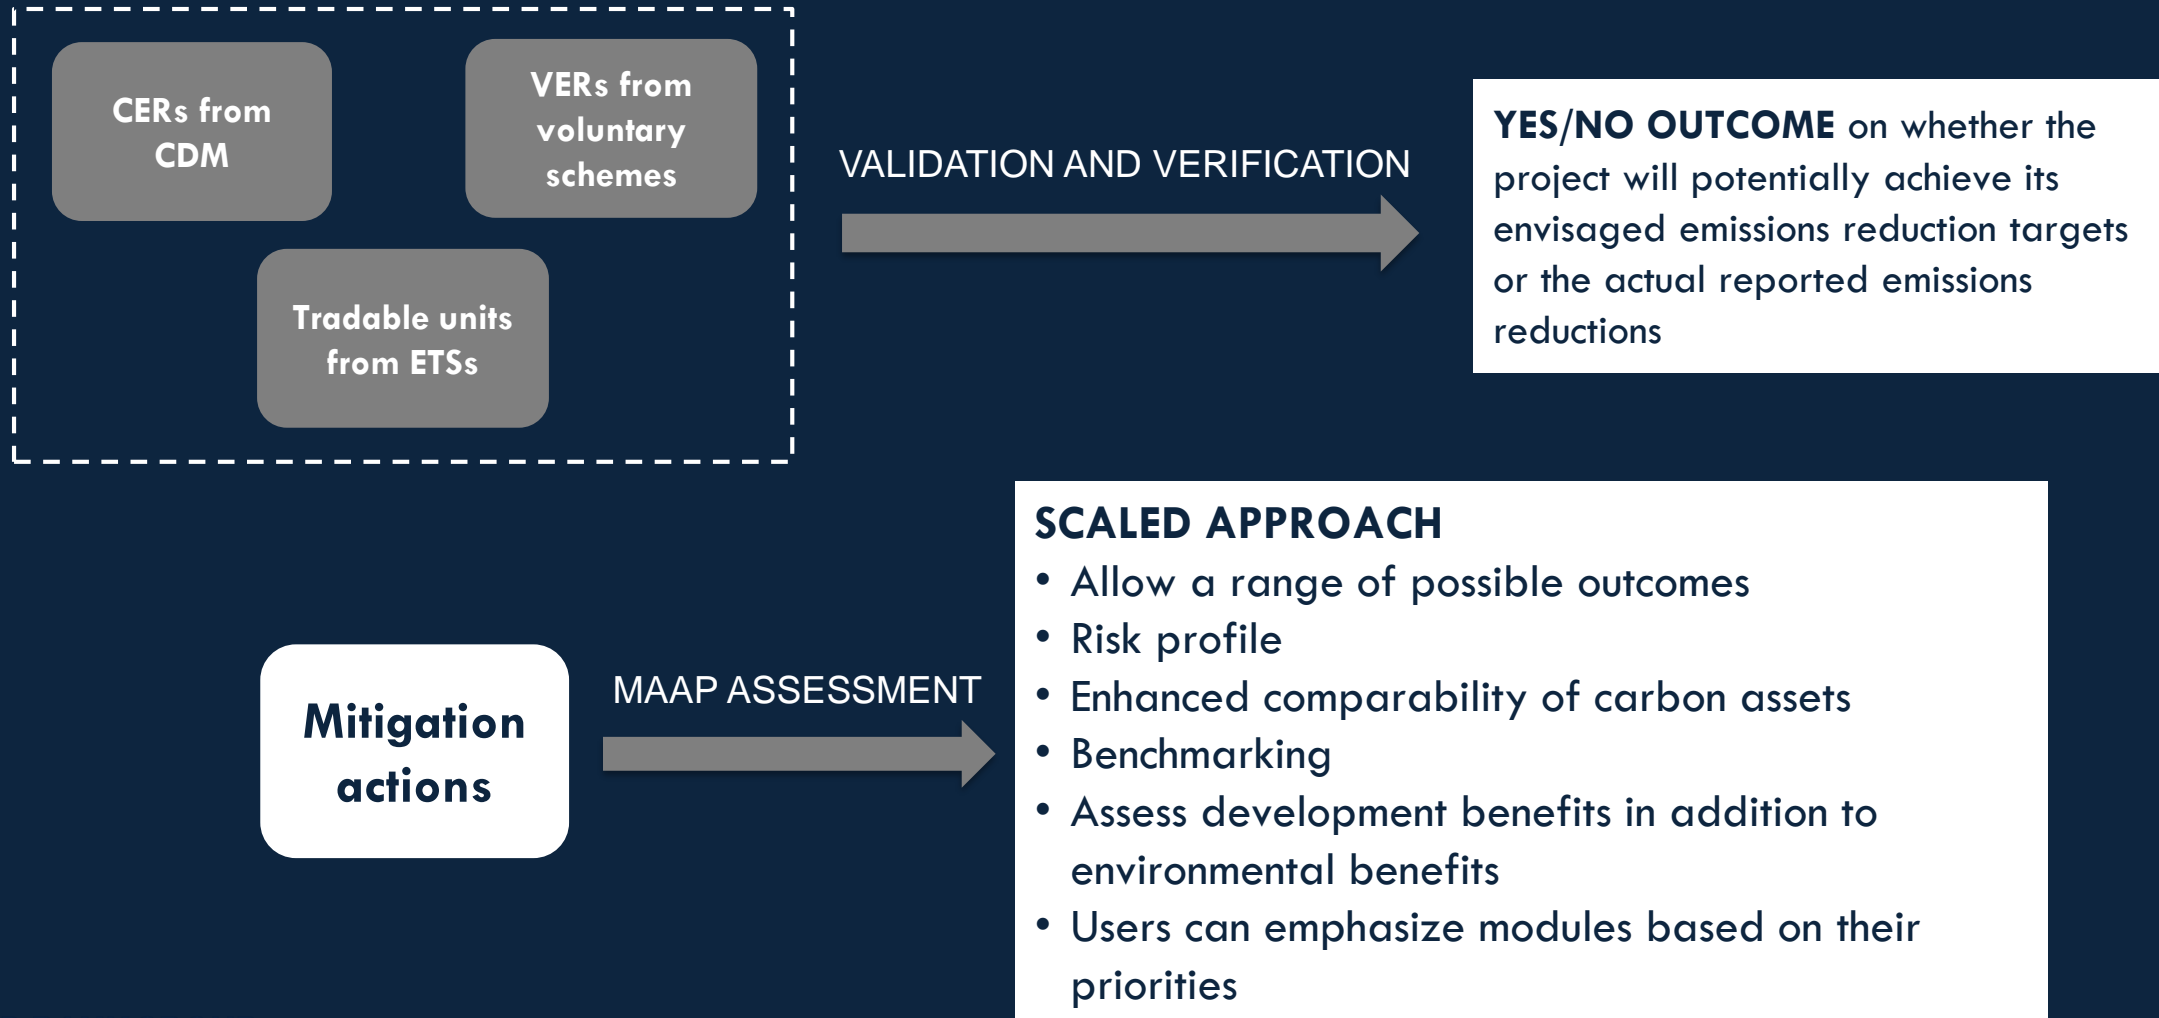 CERs from
CDM
VERs from
voluntary
schemes
Tradable units
from ETSs
VALIDATION AND VERIFICATION
YES/NO OUTCOME on whether the
project will potentially achieve its
envisaged emissions reduction targets
or the actual reported emissions
reductions
Mitigation
actions
MAAP ASSESSMENT
SCALED APPROACH
• Allow a range of possible outcomes
• Risk profile
• Enhanced comparability of carbon assets
• Benchmarking
• Assess development benefits in addition to
environmental benefits
• Users can emphasize modules based on their
priorities